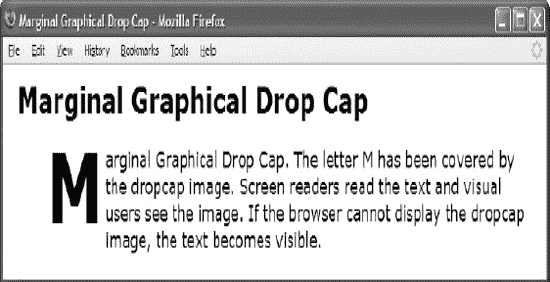 Marginal Graphical Drop Cap - Mozilla Firefox
File Edit View History Bookmarks Tools Help
Marginal Graphical Drop Cap
Marginal Graphical Drop Cap. The letter M has been covered by
the dropcap image. Screen readers read the text and visual
users see the image. If the browser cannot display the dropcap
image, the text becomes visible.